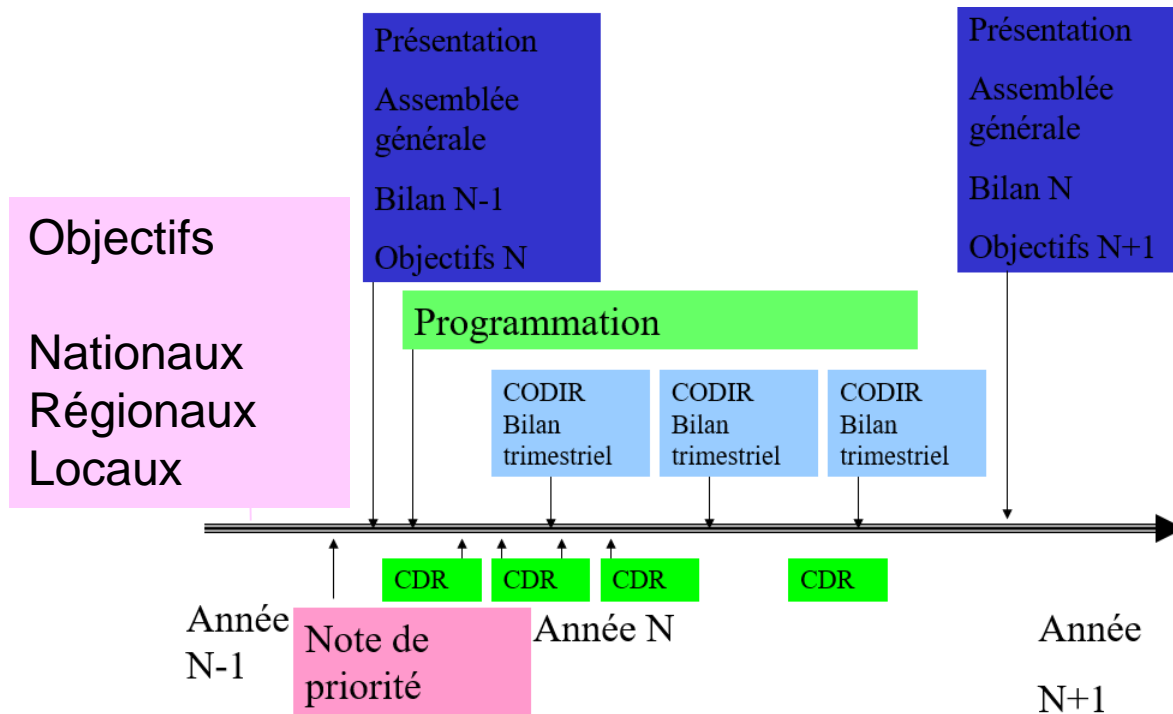 Présentation
Assemblée
générale
Bilan N-1
Objectifs N
Présentation
Assemblée
générale
Bilan N
Objectifs N+1
Objectifs
Nationaux
Régionaux
Locaux
Programmation
CODIR
Bilan
trimestriel
CODIR
Bilan
trimestriel
CODIR
Bilan
trimestriel
CDR
CDR
CDR
CDR
Année
N-1
Note de
priorité
Année N
Année
N+1